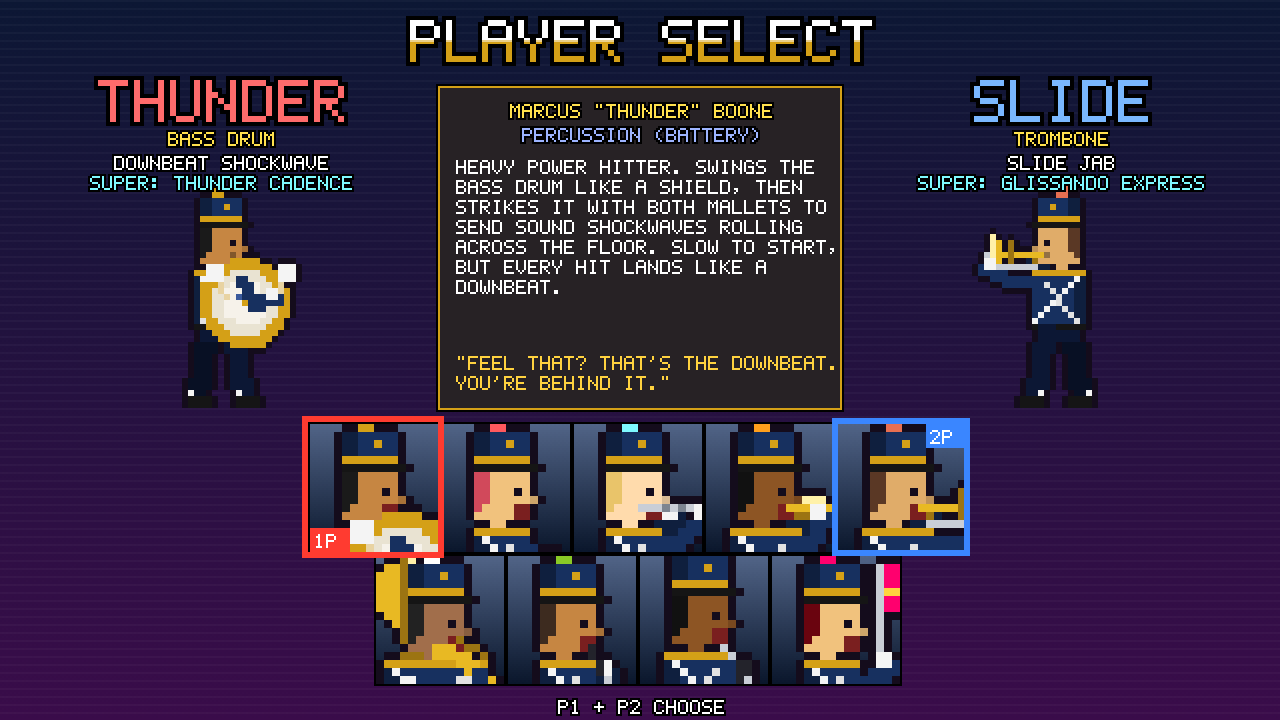 PLAYER SELECT
THUNDER
BASS DRUM
DOWNBEAT SHOCKWAVE
SUPER: THUNDER CADENCE
MARCUS "THUNDER" BOONE
PERCUSSION (BATTERY)
HEAVY POWER HITTER. SWINGS THE
BASS DRUM LIKE A SHIELD, THEN
STRIKES IT WITH BOTH MALLETS TO
SEND SOUND SHOCKWAVES ROLLING
ACROSS THE FLOOR. SLOW TO START,
BUT EVERY HIT LANDS LIKE A
DOWNBEAT.
"FEEL THAT? THAT'S THE DOWNBEAT.
YOU'RE BEHIND IT."
SLIDE
TROMBONE
SLIDE JAB
SUPER: GLISSANDO EXPRESS
1P
2P
P1 + P2 CHOOSE